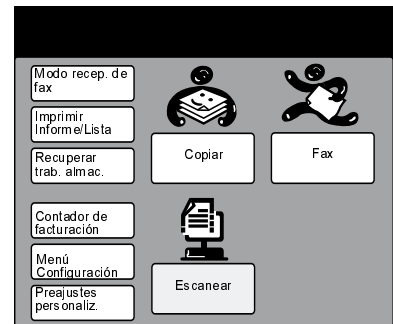 Modo recep. de
fax
Imprimir
Informe/Lista
Recuperar
trab. almac.
Copiar
Fax
Contador de
facturación
Menú
Configuración
Preajustes
personaliz.
Escanear